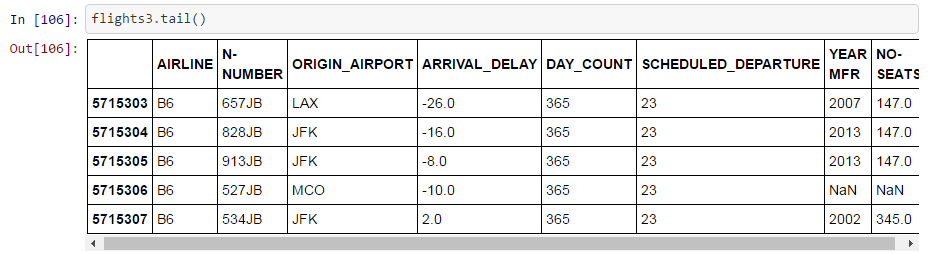 In [106]: flights3.tail()
Out[106]:
AIRLINE N-NUMBER ORIGIN_AIRPORT ARRIVAL_DELAY DAY_COUNT SCHEDULED_DEPARTURE YEAR MFR NO-SEATS
5715303 B6 657JB LAX -26.0 365 23 2007 147.0
5715304 B6 828JB JFK -16.0 365 23 2013 147.0
5715305 B6 913JB JFK -8.0 365 23 2013 147.0
5715306 B6 527JB MCO -10.0 365 23 NaN NaN
5715307 B6 534JB JFK 2.0 365 23 2002 345.0